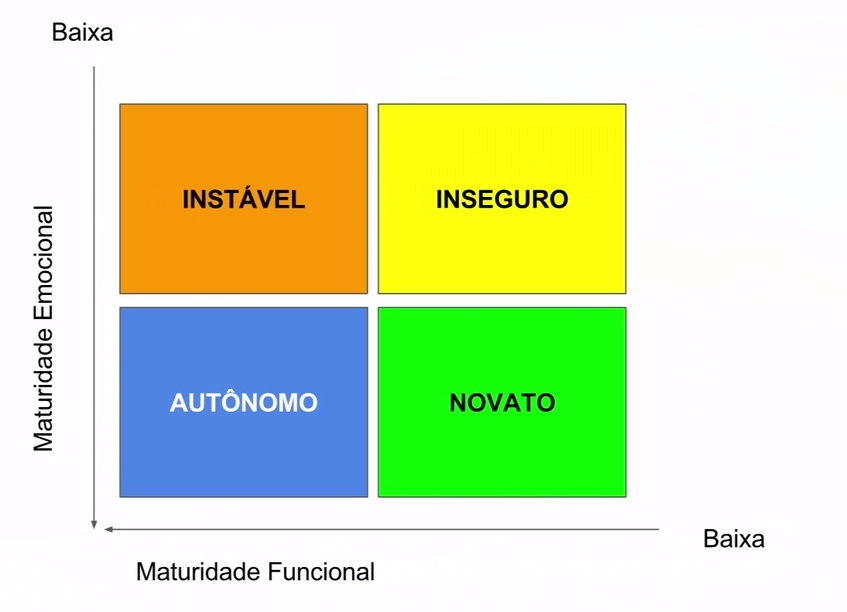 Baixa
INSTÁVEL
INSEGURO
Maturidade Emocional
AUTÔNOMO
NOVATO
Baixa
Maturidade Funcional